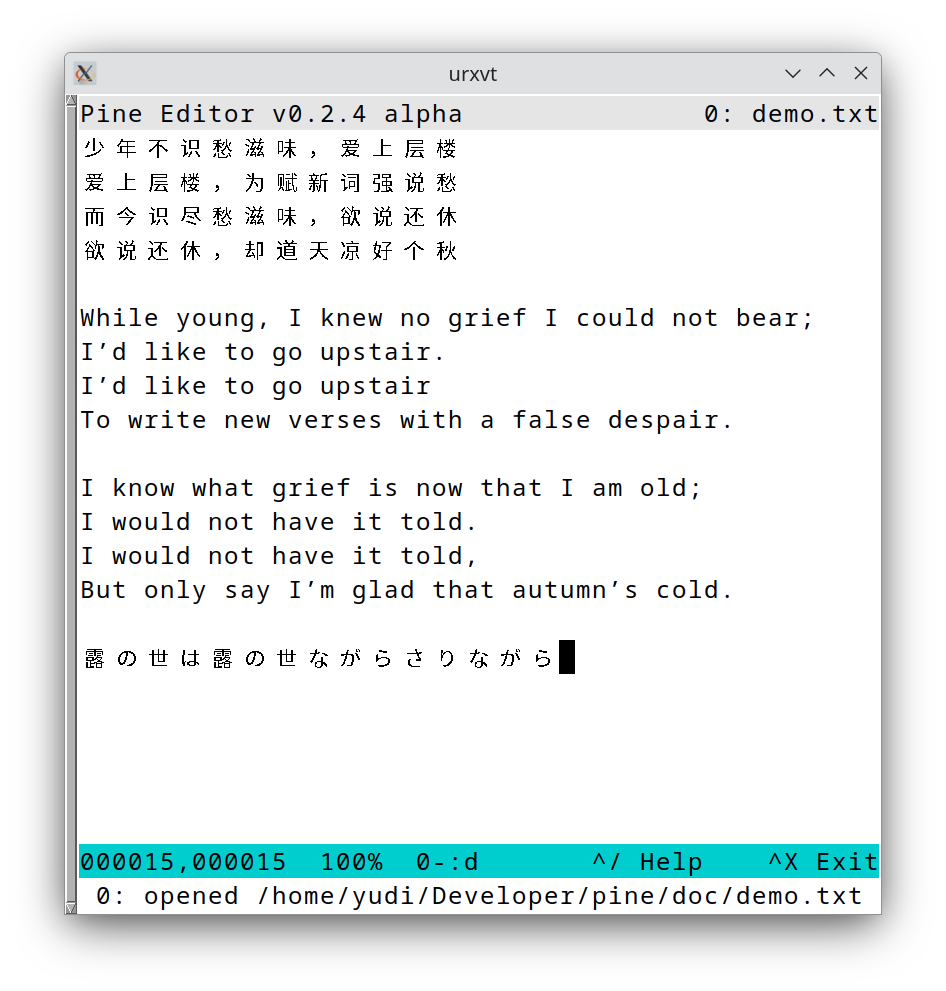 urxvt
Pine Editor v0.2.4 alpha 0: demo.txt
少年不识愁滋味，爱上层楼
爱上层楼，为赋新词强说愁
而今识尽愁滋味，欲说还休
欲说还休，却道天凉好个秋
While young, I knew no grief I could not bear;
I’d like to go upstair.
I’d like to go upstair
To write new verses with a false despair.
I know what grief is now that I am old;
I would not have it told.
I would not have it told,
But only say I’m glad that autumn’s cold.
露の世は露の世ながらさりながら
000015,000015 100% 0-:d ^/ Help ^X Exit
0: opened /home/yudi/Developer/pine/doc/demo.txt